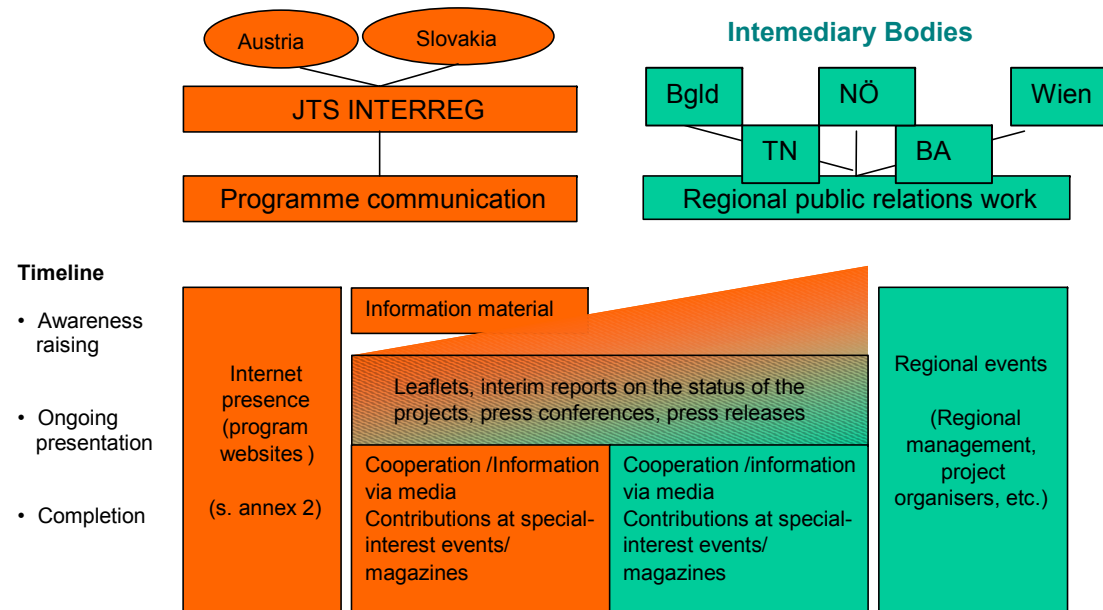 Austria
Slovakia
JTS INTERREG
Programme communication
Intemediary Bodies
Bgld
NÖ
Wien
TN
BA
Regional public relations work
Timeline
• Awareness
raising
• Ongoing
presentation
• Completion
Internet
presence
(program
websites )
(s. annex 2)
Information material
Leaflets, interim reports on the status of the
projects, press conferences, press releases
Cooperation /Information
via media
Contributions at special-
interest events/
magazines
Cooperation /information
via media
Contributions at special-
interest events/
magazines
Regional events
(Regional
management,
project
organisers, etc.)